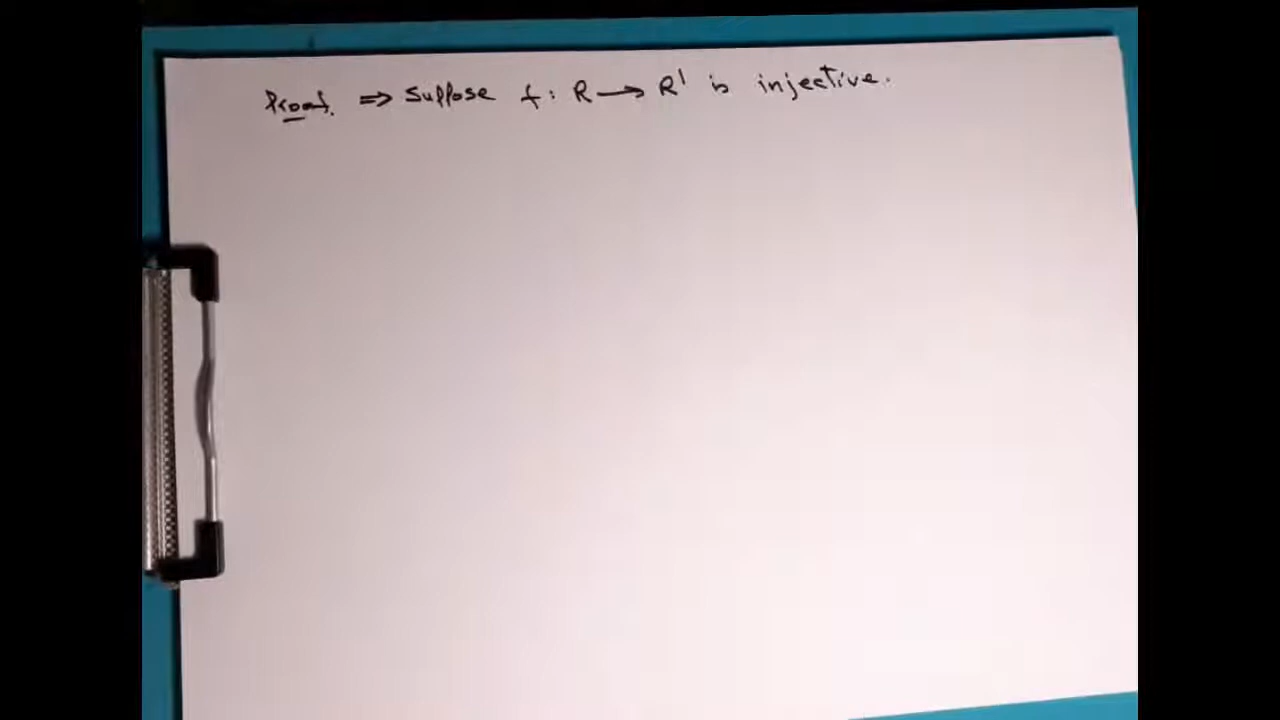 Proof. ⇒ Suppose f: R ⟶ R' is injective.